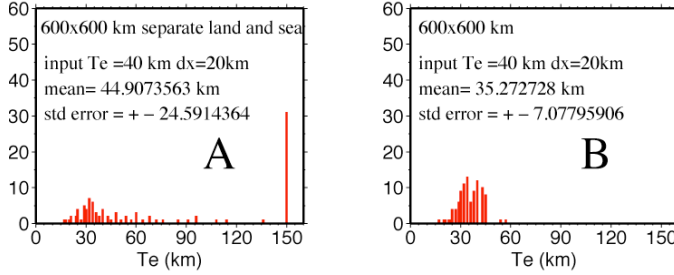 60
50
40
30
20
10
0
600x600 km separate land and sea
input Te =40 km dx=20km
mean= 44.9073563 km
std error = + − 24.5914364
A
0 30 60 90 120 150
Te (km)
60
50
40
30
20
10
0
600x600 km
input Te =40 km dx=20km
mean= 35.272728 km
std error = + − 7.07795906
B
0 30 60 90 120 150
Te (km)